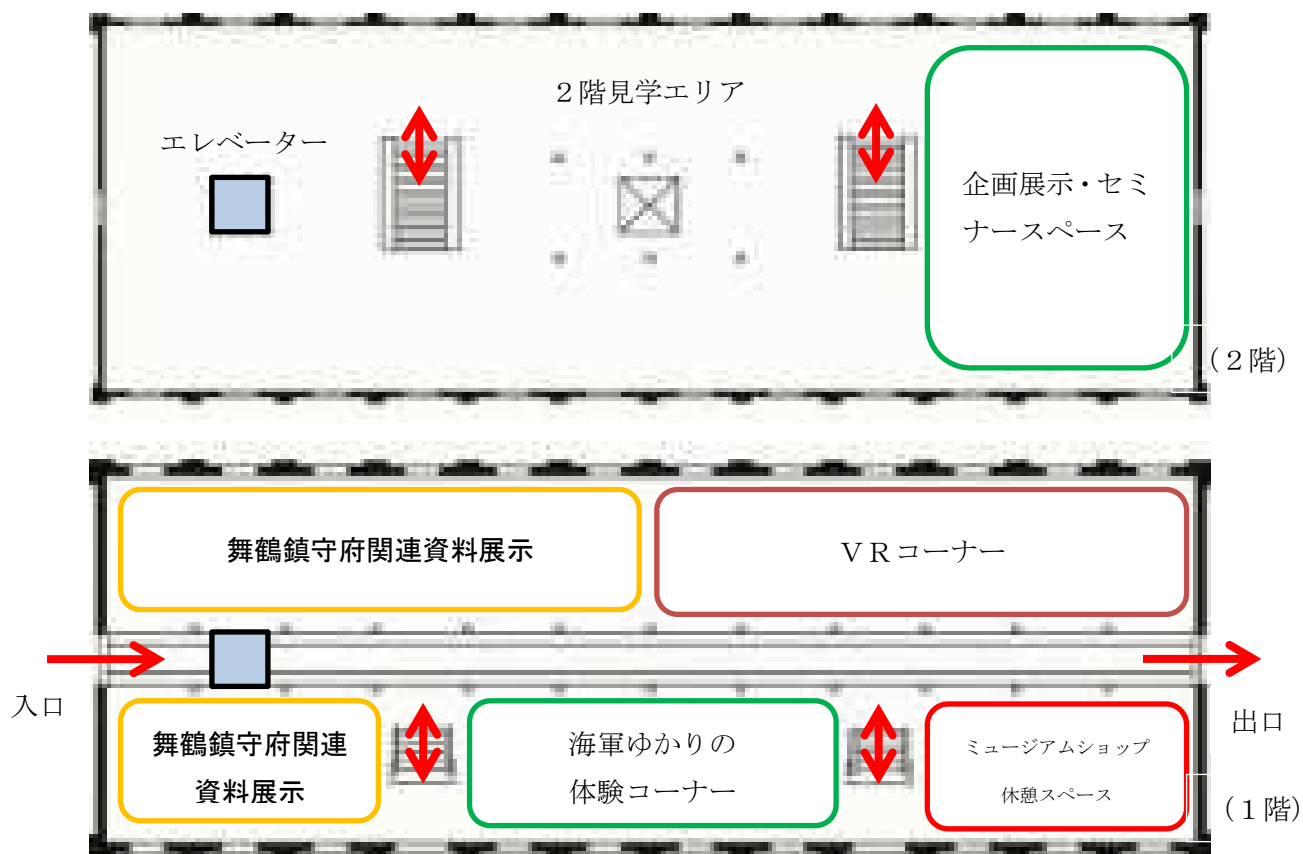 ２階見学エリア
エレベーター
企画展示・セミ
ナースペース
（２階）
舞鶴鎮守府関連資料展示
ＶＲコーナー
入口
出口
舞鶴鎮守府関連
資料展示
海軍ゆかりの
体験コーナー
ミュージアムショップ
休憩スペース
（１階）